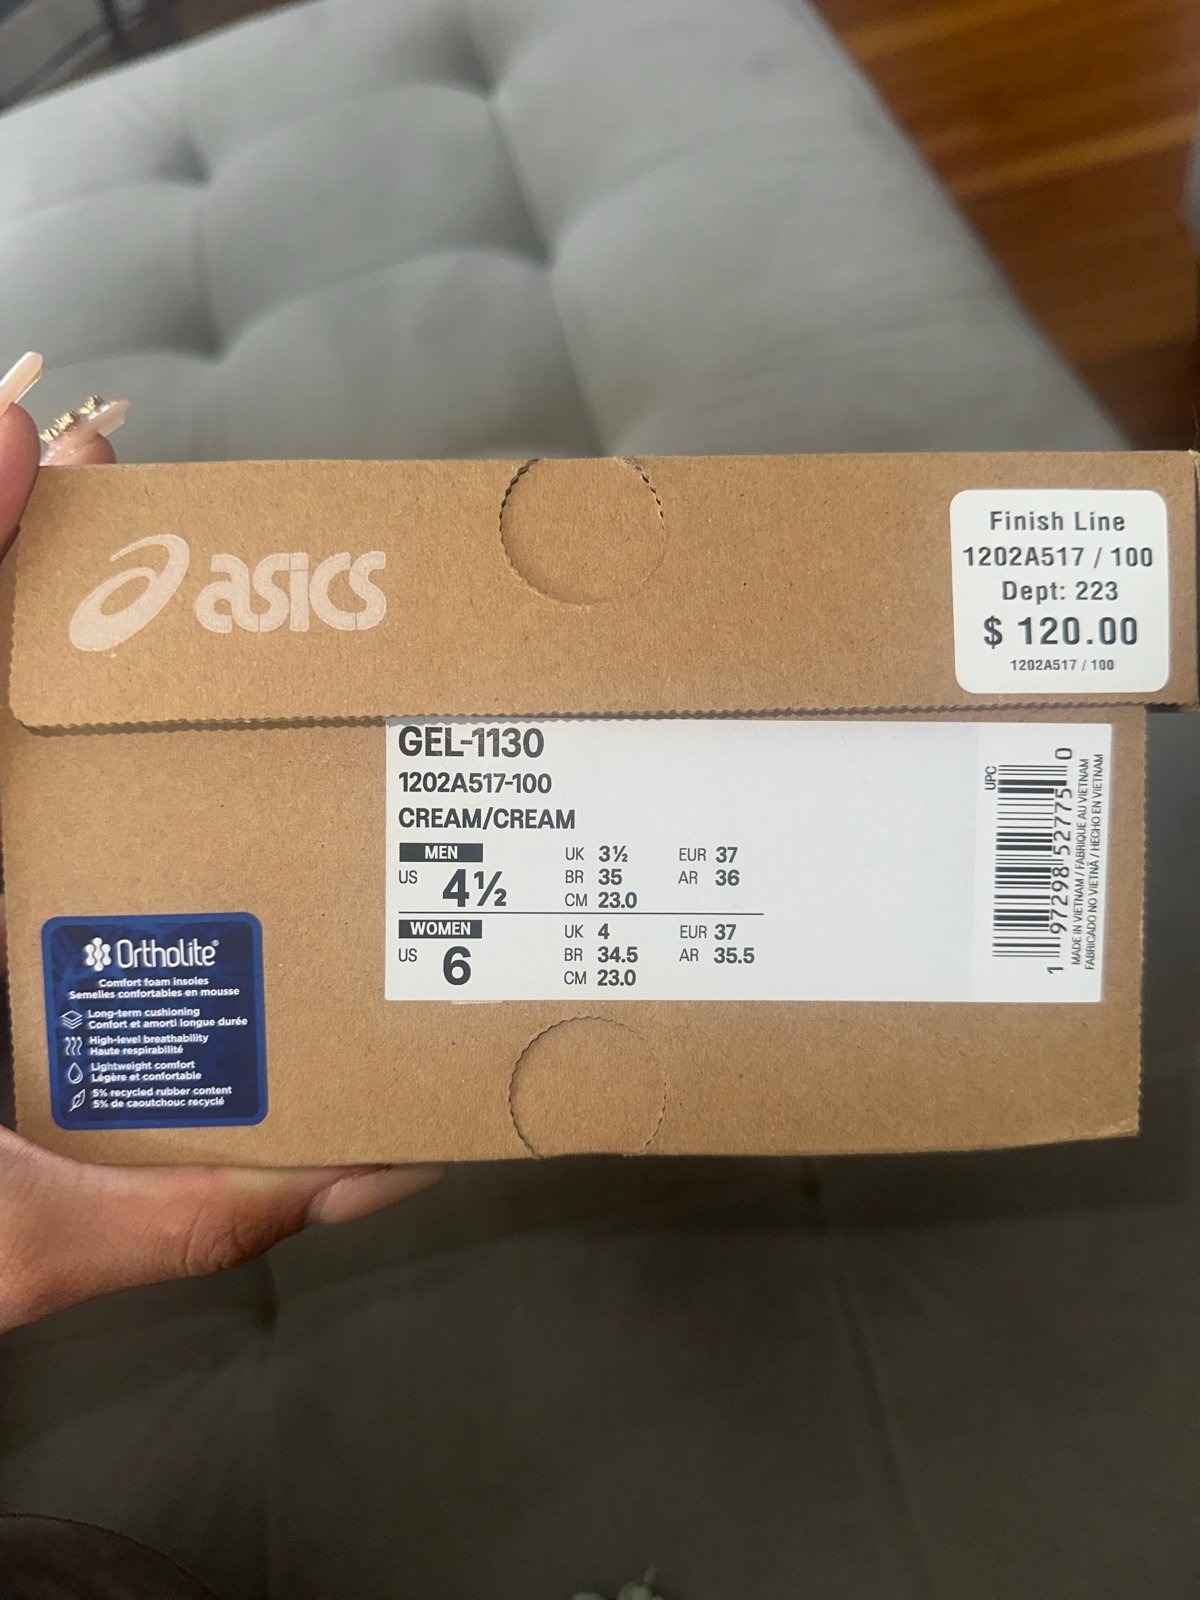 asics
Finish Line
1202A517 / 100
Dept: 223
$ 120.00
1202A517 / 100
GEL-1130
1202A517-100
CREAM/CREAM
MEN
US 4½
UK 3½ EUR 37
BR 35 AR 36
CM 23.0
WOMEN
US 6
UK 4 EUR 37
BR 34.5 AR 35.5
CM 23.0
UPC
1 97298 52775 0
MADE IN VIETNAM / FABRIQUE AU VIETNAM
FABRICADO NO VIETNÃ / HECHO EN VIETNAM
Ortholite®
Comfort foam insoles
Semelles confortables en mousse
Long-term cushioning
Confort et amorti longue durée
High-level breathability
Haute respirabilité
Lightweight comfort
Légère et confortable
5% recycled rubber content
5% de caoutchouc recyclé